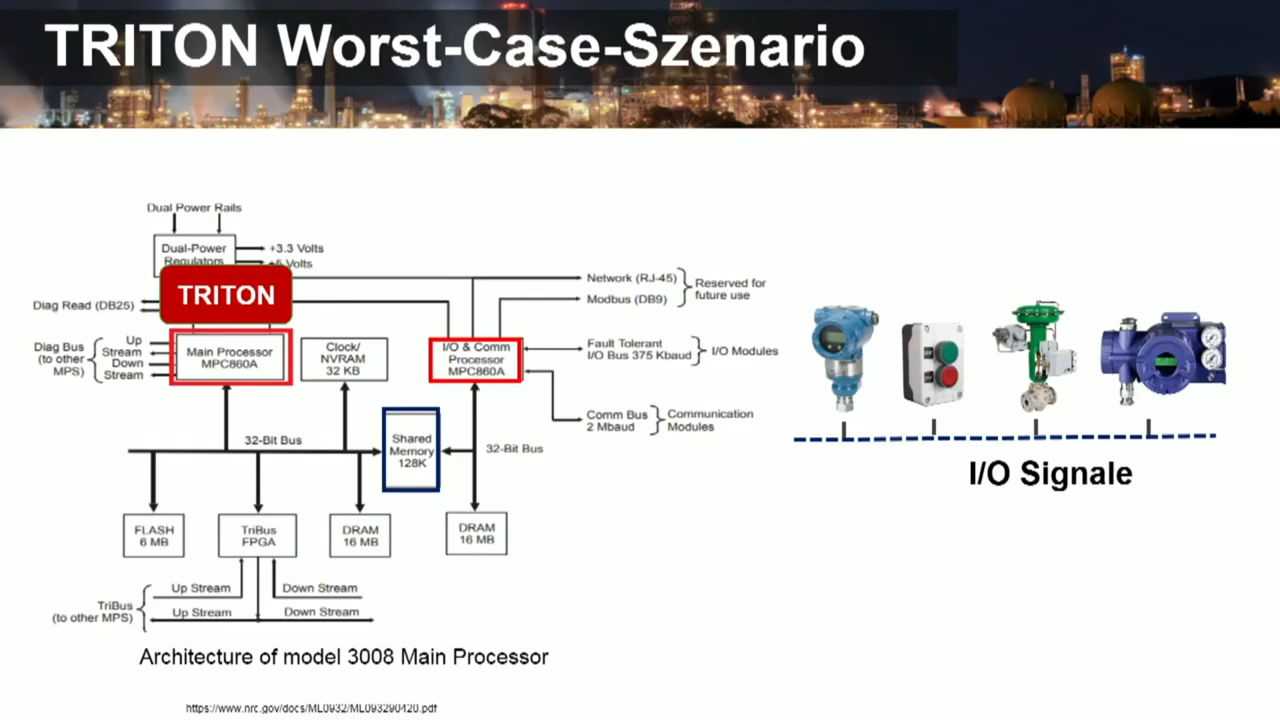 TRITON Worst-Case-Szenario
Dual Power Rails
Dual-Power
Regulators
+3.3 Volts
Volts
TRITON
Diag Read (DB25)
Network (RJ-45)
Modbus (DB9)
Reserved for
future use
Diag Bus
(to other
MPS)
Up
Stream
Down
Stream
Main Processor
MPC860A
Clock/
NVRAM
32 KB
I/O & Comm
Processor
MPC860A
Fault Tolerant
I/O Bus 375 Kbaud
I/O Modules
Comm Bus
2 Mbaud
Communication
Modules
32-Bit Bus
Shared
Memory
128K
32-Bit Bus
I/O Signale
FLASH
6 MB
TriBus
FPGA
DRAM
16 MB
DRAM
16 MB
Up Stream
Down Stream
TriBus
(to other MPS)
Up Stream
Down Stream
Architecture of model 3008 Main Processor
https://www.nrc.gov/docs/ML0932/ML093290420.pdf